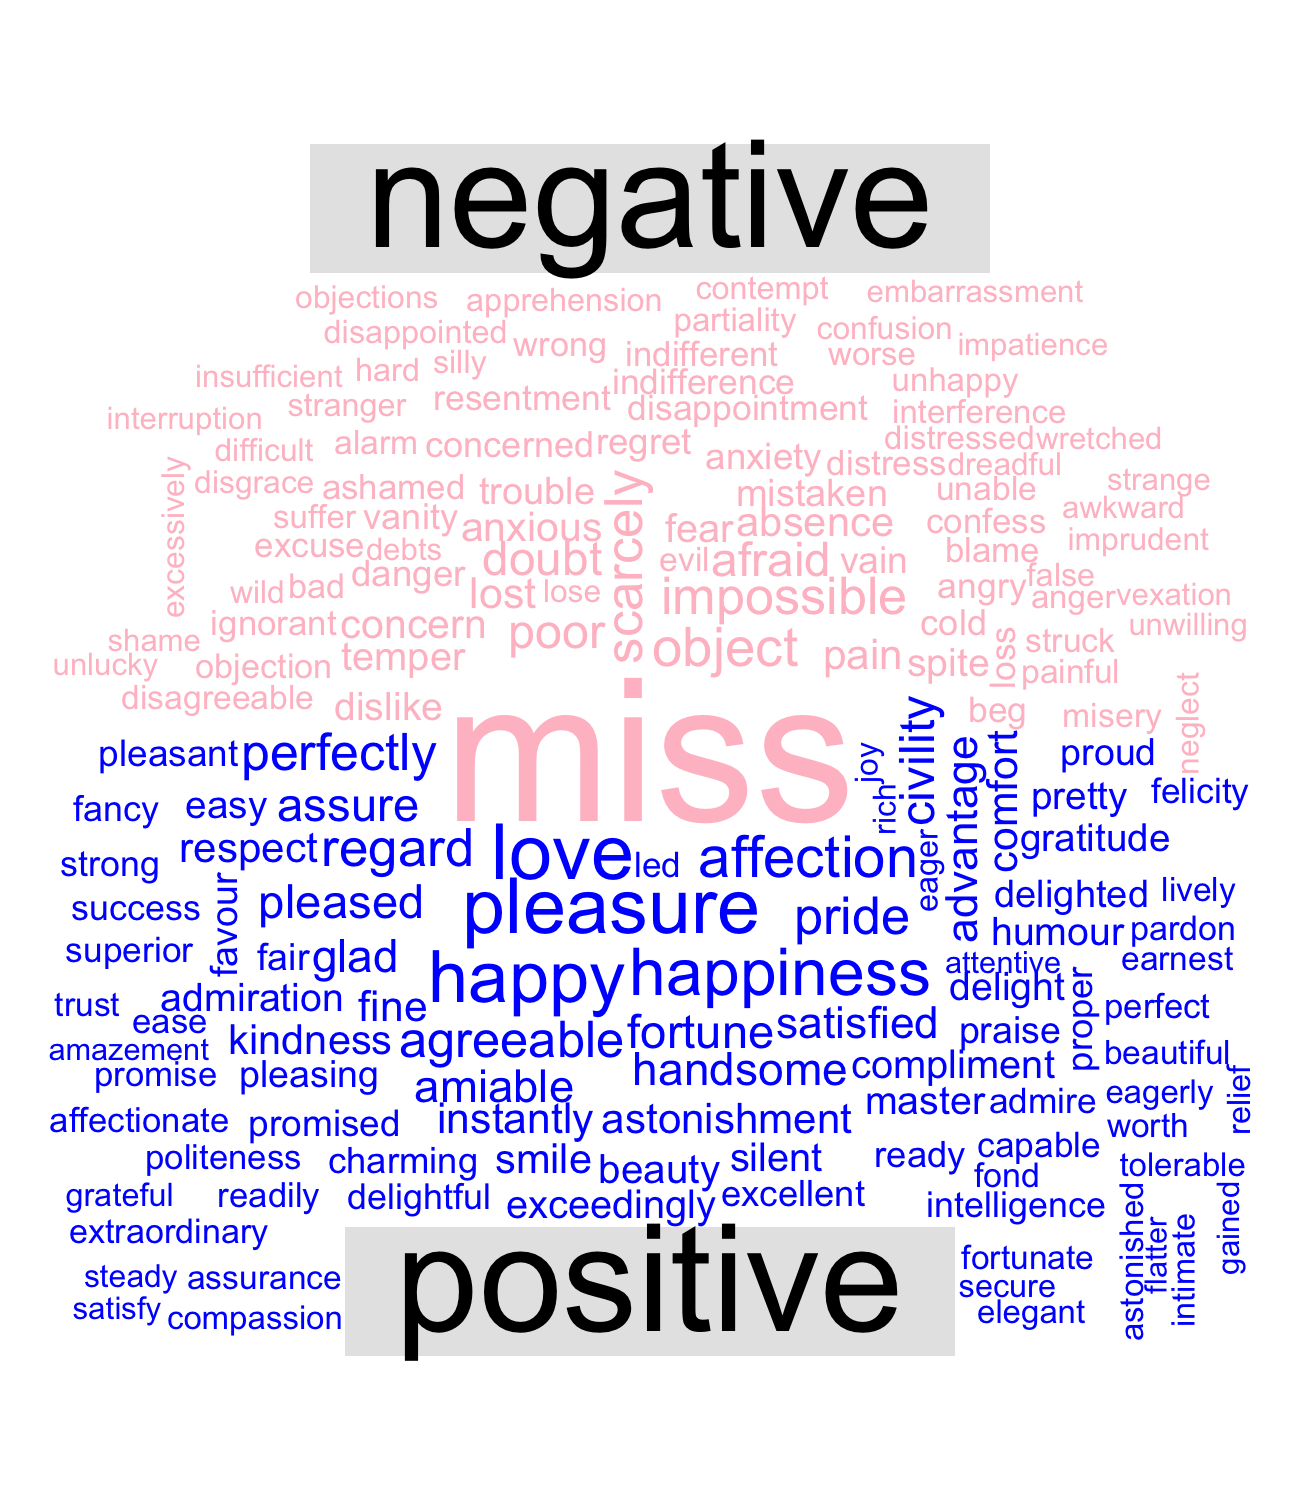 negative
objections apprehension contempt embarrassment
disappointed wrong partiality confusion impatience
insufficient hard silly indifferent worse
stranger resentment indifference unhappy
interruption disappointment interference
difficult alarm concerned regret distressed wretched
excessively disgrace ashamed trouble scarcely anxiety distress dreadful strange
suffer vanity anxious mistaken unable awkward
excuse debts doubt fear absence confess imprudent
wild bad danger lost lose evil afraid vain blame
ignorant concern poor impossible angry false anger vexation
shame temper object pain cold struck unwilling
unlucky objection spite loss painful
disagreeable dislike beg misery neglect
miss
pleasant perfectly joy civility advantage comfort proud
fancy easy assure rich pretty felicity
strong respect regard love led affection eager gratitude
success favour pleased pleasure pride delighted lively
superior fair glad humour pardon
happy happiness attentive earnest
trust admiration fine delight proper perfect
ease kindness agreeable fortune satisfied praise
amazement handsome compliment beautiful
promise pleasing amiable master admire eagerly relief
affectionate promised instantly astonishment worth
politeness charming smile beauty silent ready capable tolerable
grateful readily delightful exceedingly excellent fond intelligence
extraordinary astonished flatter intimate gained
steady assurance fortunate
satisfy compassion secure
elegant
positive